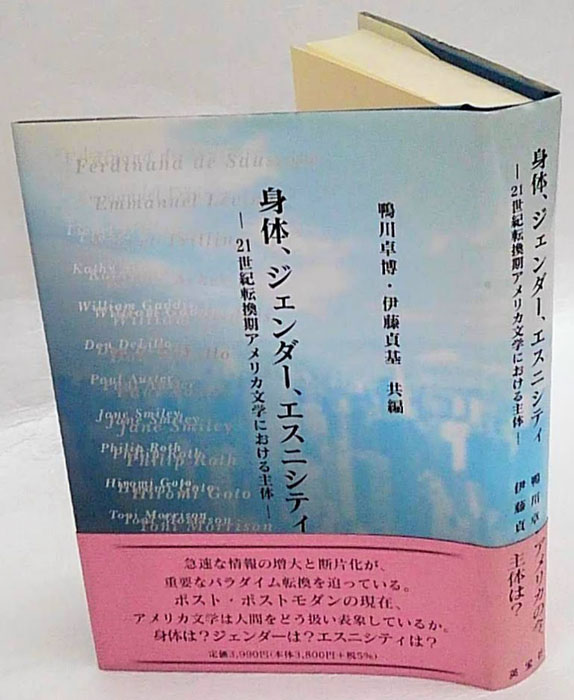 身体、ジェンダー、エスニシティ
― 21世紀転換期アメリカ文学における主体 ―
鴨川卓博・伊藤貞基 共編
Ferdinand de Saussure
Emmanuel
Trilling
Kathy
William Gaddis
Don DeLillo
Paul Auster
Jane Smiley
Philip Roth
Hiromi Goto
Toni Morrison
急速な情報の増大と断片化が、
重要なパラダイム転換を迫っている。
ポスト・ポストモダンの現在、
アメリカ文学は人間をどう扱い表象しているか。
身体は？ジェンダーは？エスニシティは？
定価3,990円(本体3,800円+税5%)
身体、ジェンダー、エスニシティ
― 21世紀転換期アメリカ文学における主体 ―
鴨川卓
伊藤貞
アメリカの今、
主体は？
英宝